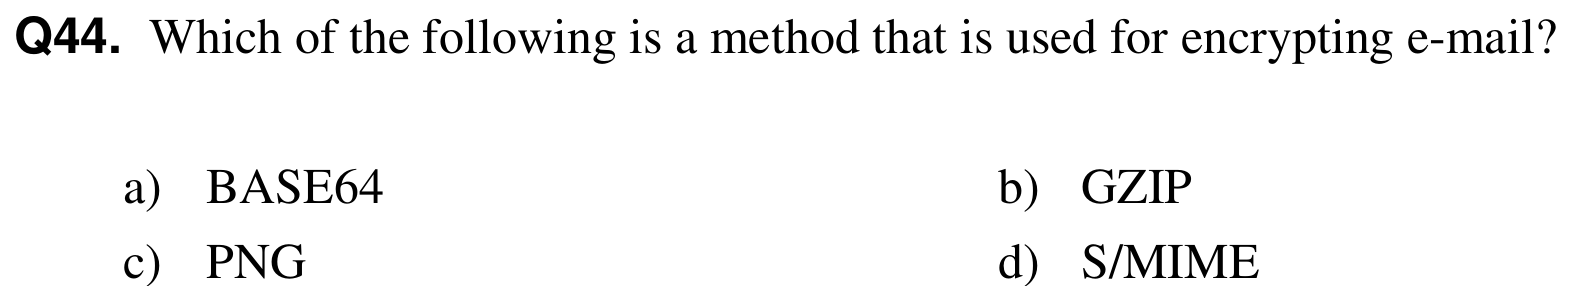 Q44. Which of the following is a method that is used for encrypting e-mail?
a) BASE64 b) GZIP
c) PNG d) S/MIME